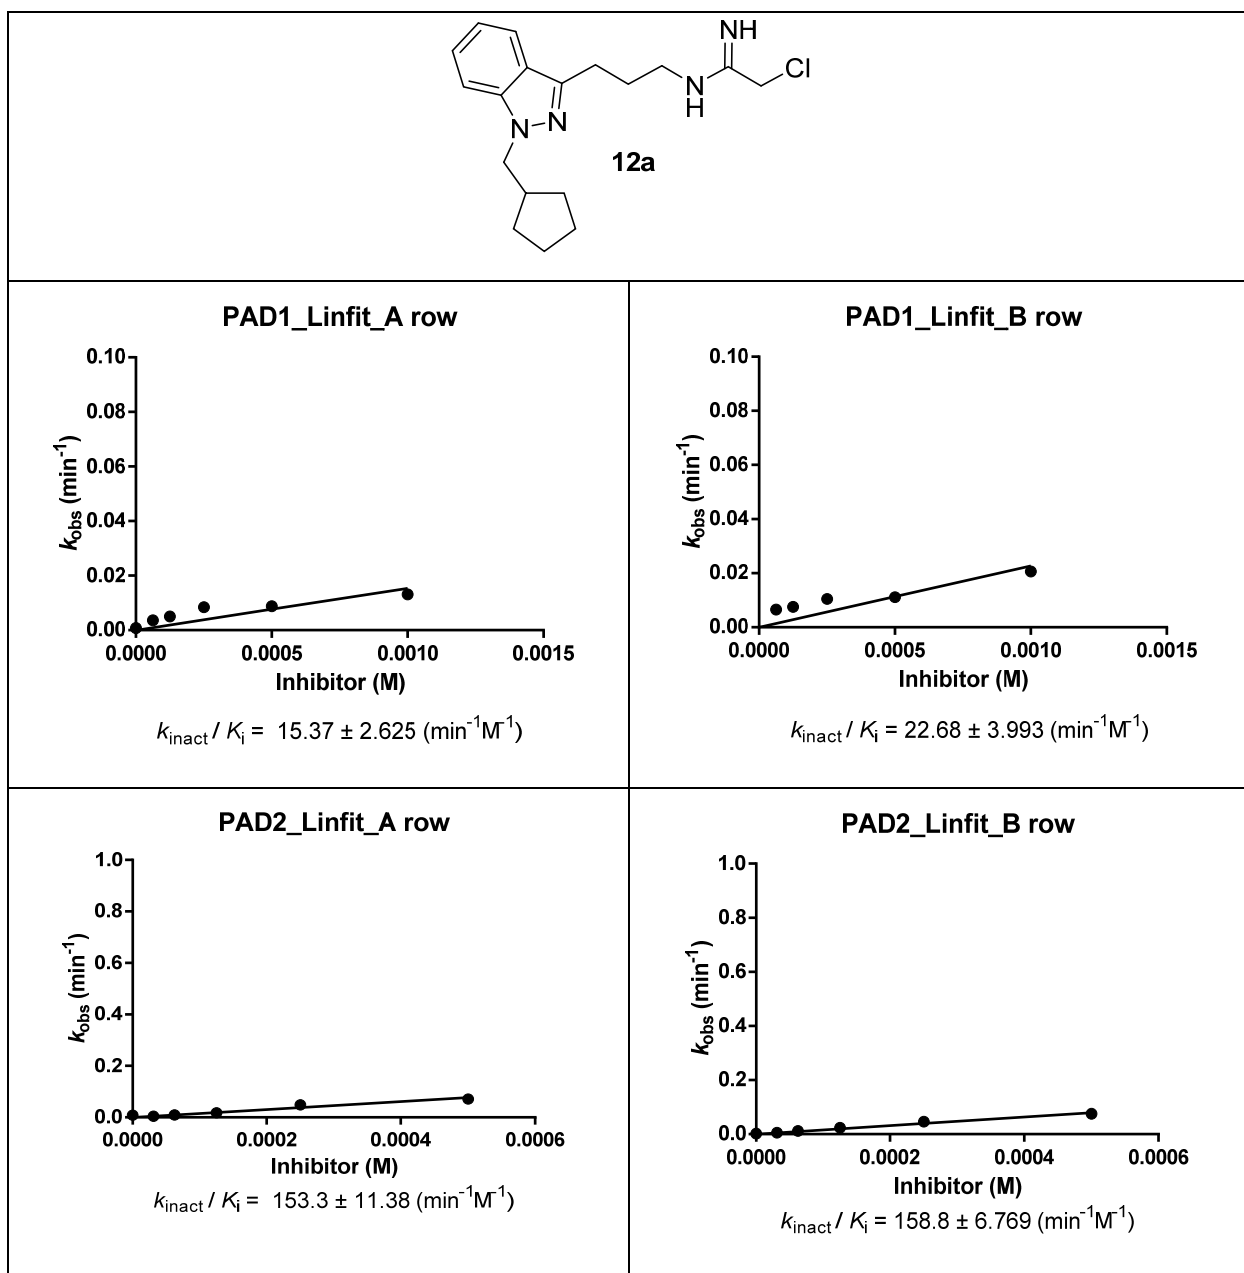 NH
Cl
N
H
N
N
12a
PAD1_Linfit_A row
0.10
0.08
0.06
0.04
0.02
0.00
kobs (min-1)
0.0000 0.0005 0.0010 0.0015
Inhibitor (M)
kinact / Ki = 15.37 ± 2.625 (min-1M-1)
PAD1_Linfit_B row
0.10
0.08
0.06
0.04
0.02
0.00
kobs (min-1)
0.0000 0.0005 0.0010 0.0015
Inhibitor (M)
kinact / Ki = 22.68 ± 3.993 (min-1M-1)
PAD2_Linfit_A row
1.0
0.8
0.6
0.4
0.2
0.0
kobs (min-1)
0.0000 0.0002 0.0004 0.0006
Inhibitor (M)
kinact / Ki = 153.3 ± 11.38 (min-1M-1)
PAD2_Linfit_B row
1.0
0.8
0.6
0.4
0.2
0.0
kobs (min-1)
0.0000 0.0002 0.0004 0.0006
Inhibitor (M)
kinact / Ki = 158.8 ± 6.769 (min-1M-1)